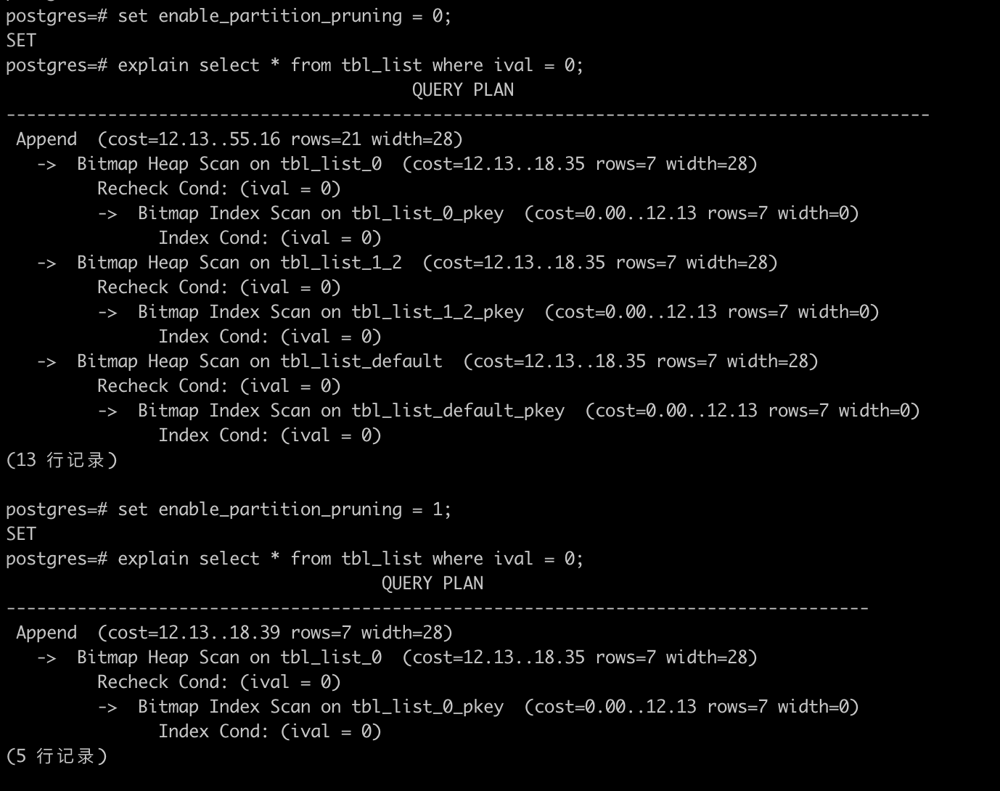 postgres=# set enable_partition_pruning = 0;
SET
postgres=# explain select * from tbl_list where ival = 0;
                                        QUERY PLAN
-------------------------------------------------------------------------------------------
 Append  (cost=12.13..55.16 rows=21 width=28)
   ->  Bitmap Heap Scan on tbl_list_0  (cost=12.13..18.35 rows=7 width=28)
         Recheck Cond: (ival = 0)
         ->  Bitmap Index Scan on tbl_list_0_pkey  (cost=0.00..12.13 rows=7 width=0)
               Index Cond: (ival = 0)
   ->  Bitmap Heap Scan on tbl_list_1_2  (cost=12.13..18.35 rows=7 width=28)
         Recheck Cond: (ival = 0)
         ->  Bitmap Index Scan on tbl_list_1_2_pkey  (cost=0.00..12.13 rows=7 width=0)
               Index Cond: (ival = 0)
   ->  Bitmap Heap Scan on tbl_list_default  (cost=12.13..18.35 rows=7 width=28)
         Recheck Cond: (ival = 0)
         ->  Bitmap Index Scan on tbl_list_default_pkey  (cost=0.00..12.13 rows=7 width=0)
               Index Cond: (ival = 0)
(13 行记录)

postgres=# set enable_partition_pruning = 1;
SET
postgres=# explain select * from tbl_list where ival = 0;
                                     QUERY PLAN
-------------------------------------------------------------------------------------
 Append  (cost=12.13..18.39 rows=7 width=28)
   ->  Bitmap Heap Scan on tbl_list_0  (cost=12.13..18.35 rows=7 width=28)
         Recheck Cond: (ival = 0)
         ->  Bitmap Index Scan on tbl_list_0_pkey  (cost=0.00..12.13 rows=7 width=0)
               Index Cond: (ival = 0)
(5 行记录)